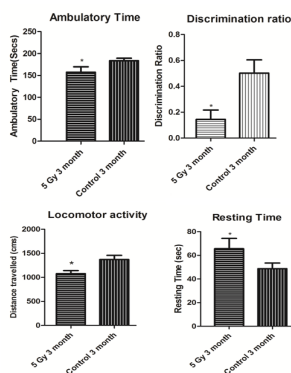 Ambulatory Time
Ambulatory Time(Secs)
250
200
150
100
50
0
*
5 Gy 3 month
Control 3 month
Discrimination ratio
Discrimination Ratio
0.8
0.6
0.4
0.2
0.0
*
5 Gy 3 month
Control 3 month
Locomotor activity
Distance travelled (cms)
2000
1500
1000
500
0
*
5 Gy 3 month
Control 3 month
Resting Time
Resting Time (sec)
80
60
40
20
0
*
5 Gy 3 month
Control 3 month